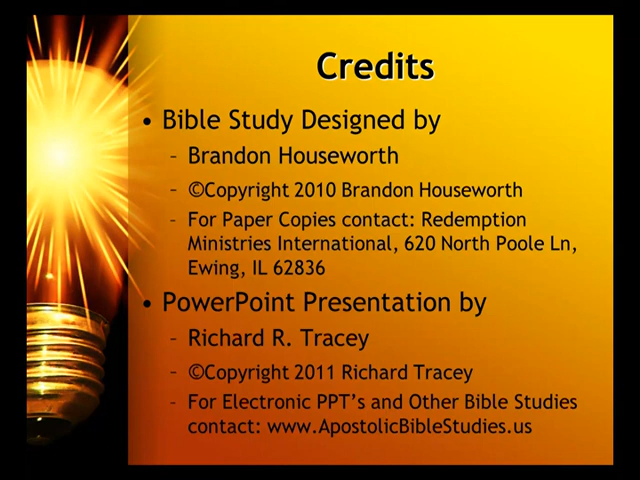 Credits
• Bible Study Designed by
– Brandon Houseworth
– ©Copyright 2010 Brandon Houseworth
– For Paper Copies contact: Redemption
Ministries International, 620 North Poole Ln,
Ewing, IL 62836
• PowerPoint Presentation by
– Richard R. Tracey
– ©Copyright 2011 Richard Tracey
– For Electronic PPT's and Other Bible Studies
contact: www.ApostolicBibleStudies.us